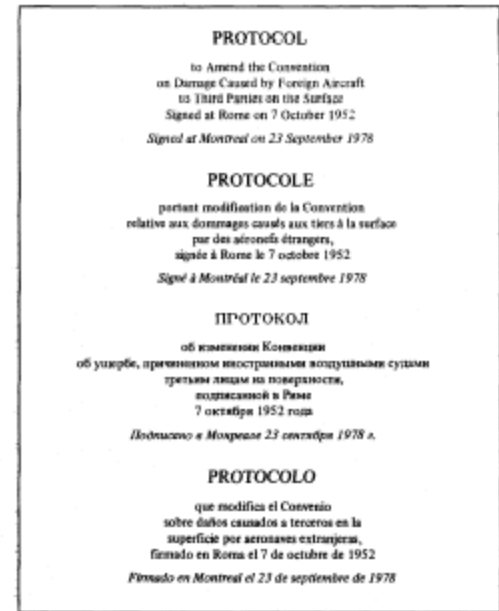 PROTOCOL
to Amend the Convention
on Damage Caused by Foreign Aircraft
to Third Parties on the Surface
Signed at Rome on 7 October 1952
Signed at Montreal on 23 September 1978
PROTOCOLE
portant modification de la Convention
relative aux dommages causés aux tiers à la surface
par des aéronefs étrangers,
signée à Rome le 7 octobre 1952
Signé à Montréal le 23 septembre 1978
ПРОТОКОЛ
об изменении Конвенции
об ущербе, причиненном иностранными воздушными судами
третьим лицам на поверхности,
подписанной в Риме
7 октября 1952 года
Подписано в Монреале 23 сентября 1978 г.
PROTOCOLO
que modifica el Convenio
sobre daños causados a terceros en la
superficie por aeronaves extranjeras,
firmado en Roma el 7 de octubre de 1952
Firmado en Montreal el 23 de septiembre de 1978